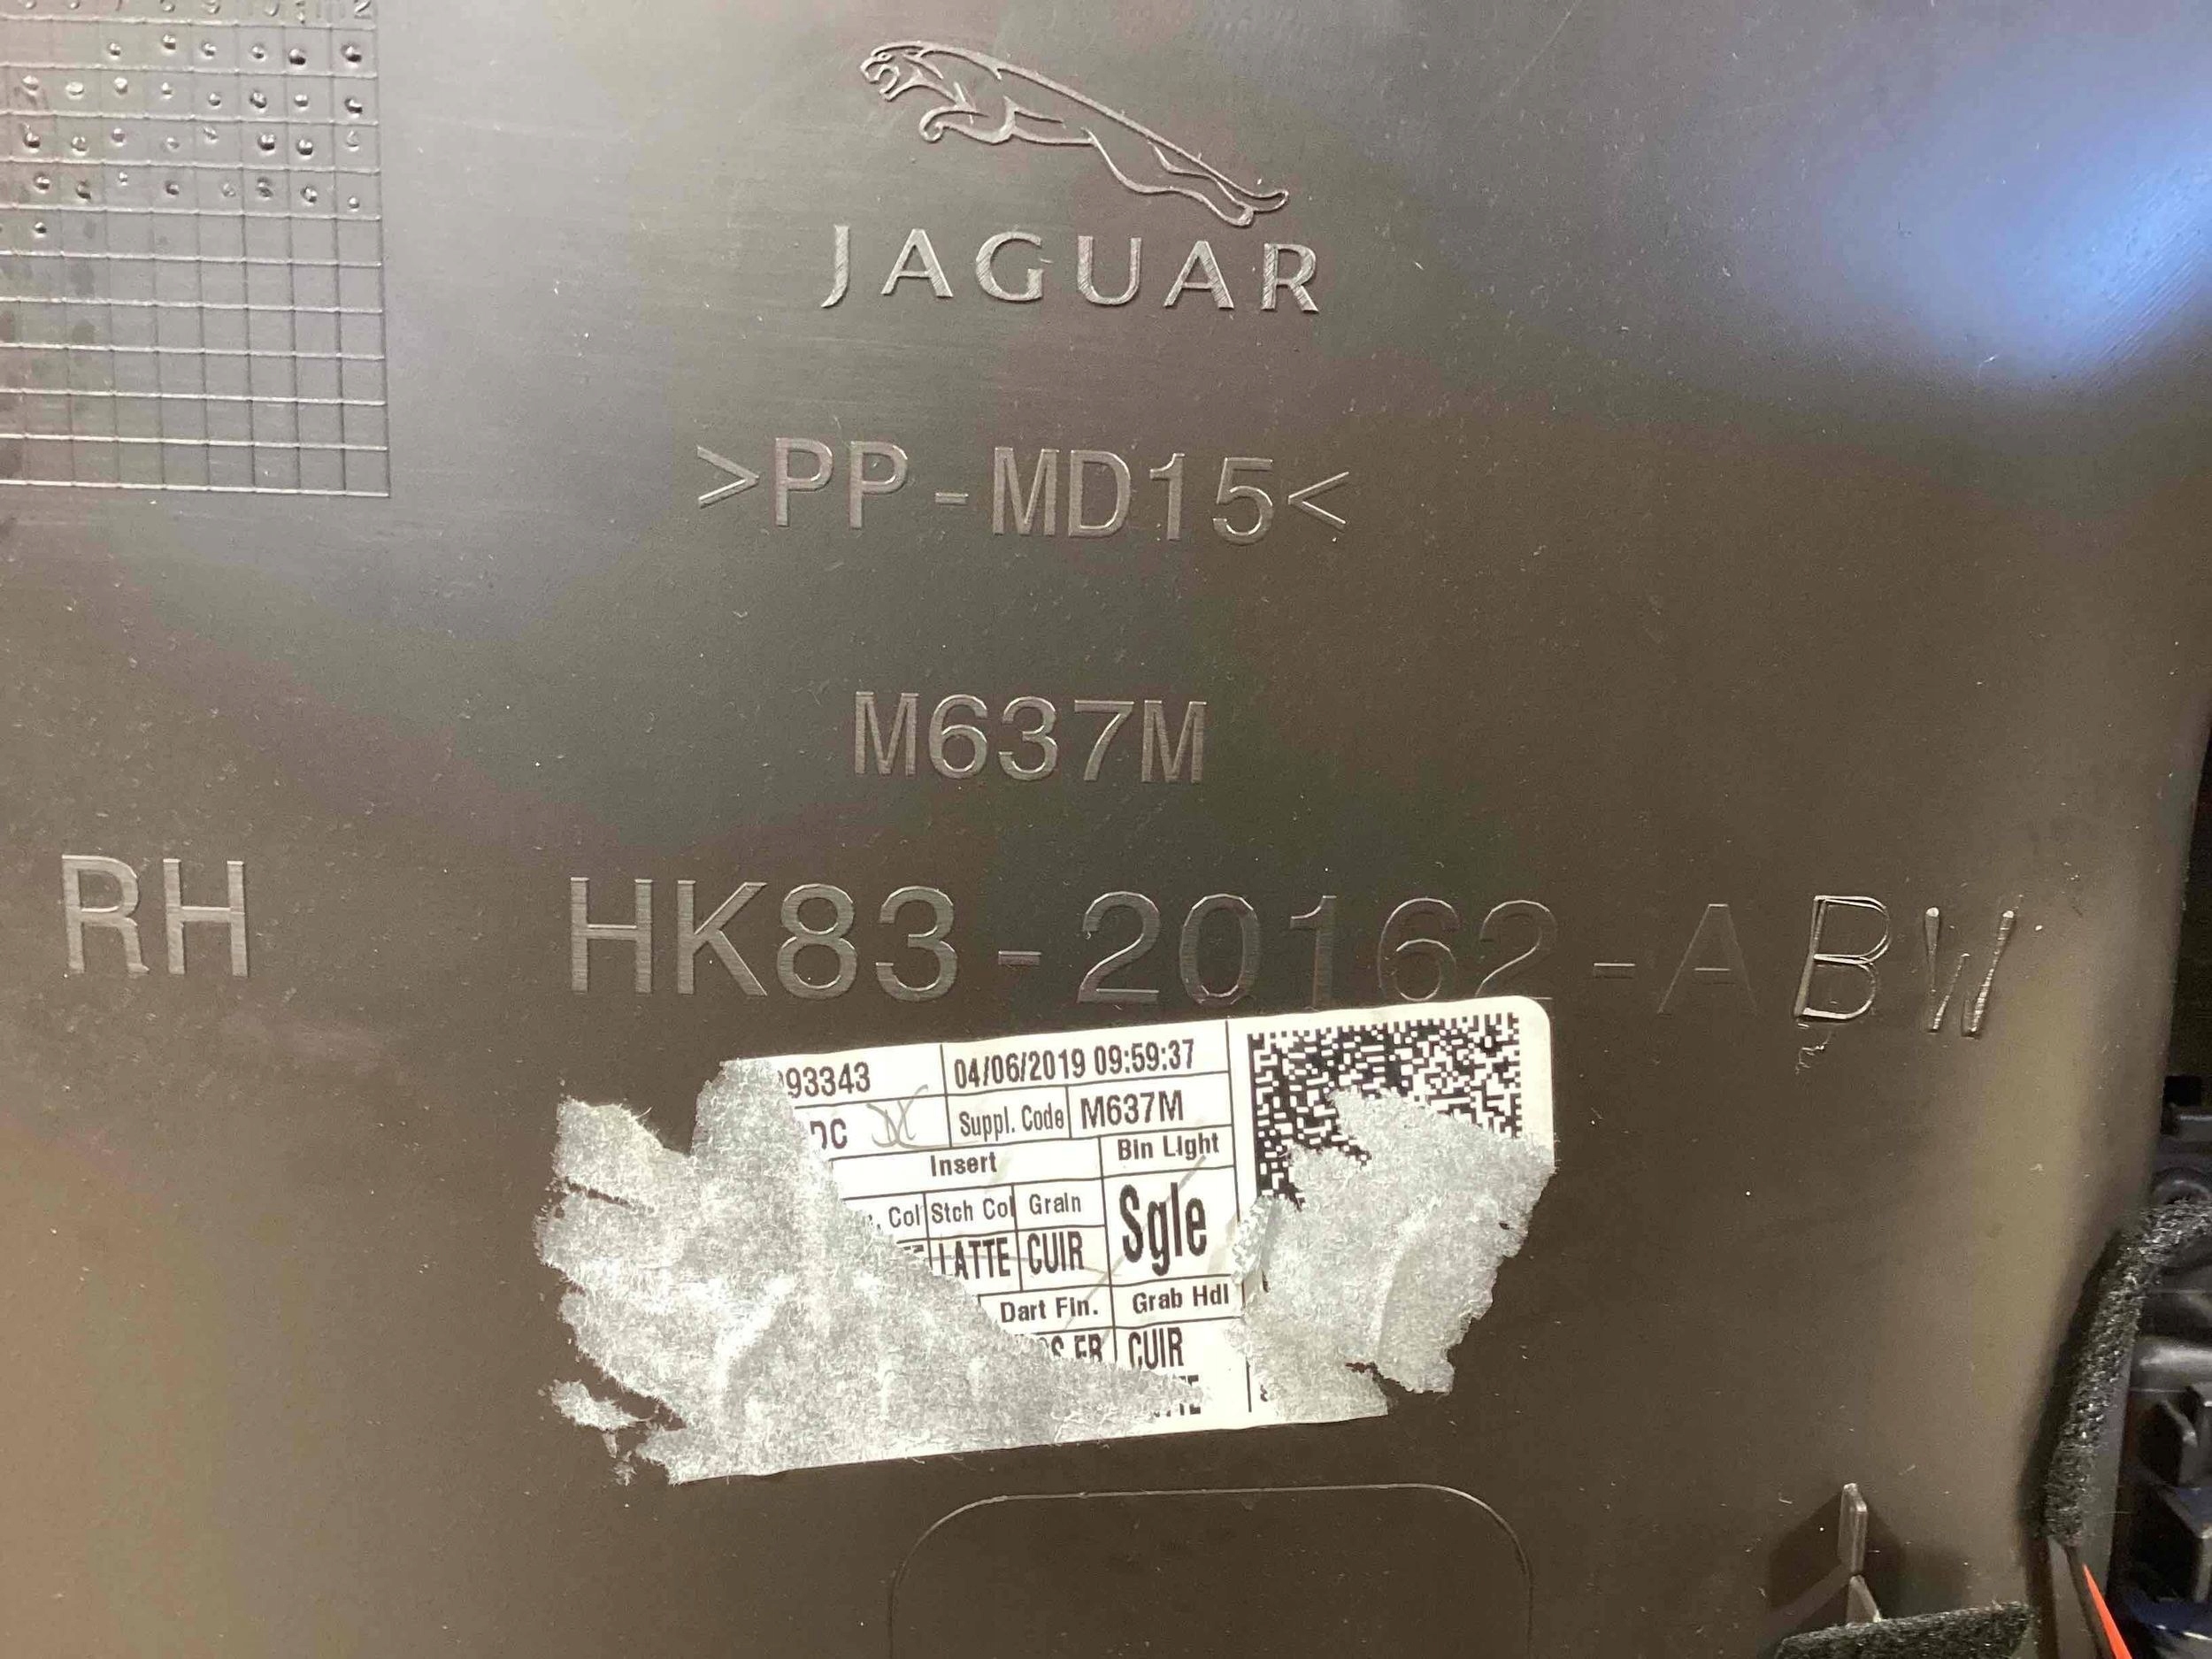 JAGUAR
>PP-MD15<
M637M
RH HK83-20162-ABW
93343 04/06/2019 09:59:37
DC Suppl. Code M637M
Insert Bin Light
Col Stch Col Grain Sgle
LATTE CUIR
Dart Fin. Grab Hdl
CUIR